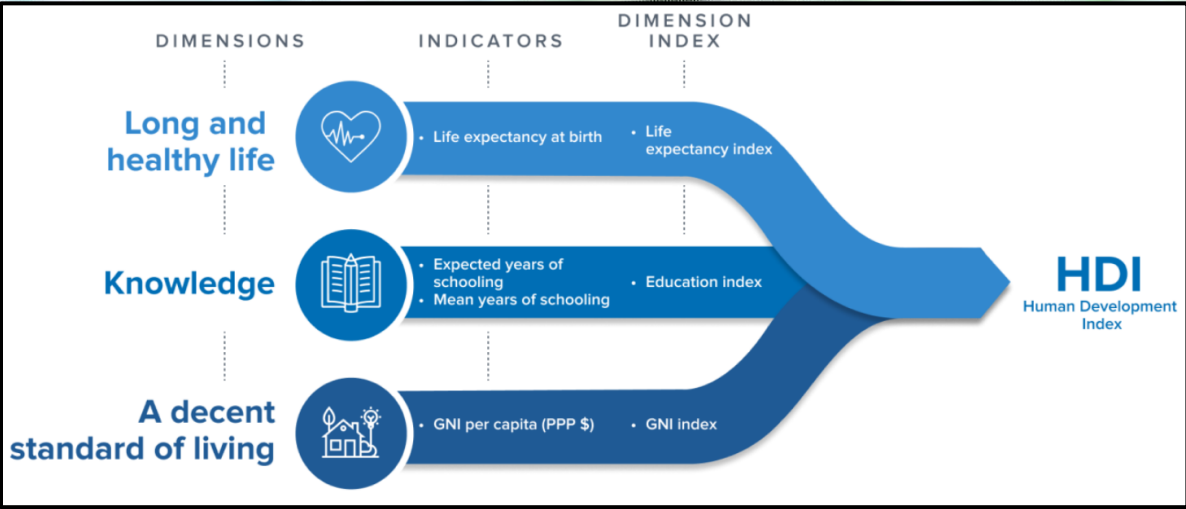 DIMENSIONS
INDICATORS
DIMENSION
INDEX
Long and
healthy life
• Life expectancy at birth
• Life
expectancy index
Knowledge
• Expected years of
schooling
• Mean years of schooling
• Education index
HDI
Human Development
Index
A decent
standard of living
• GNI per capita (PPP $)
• GNI index